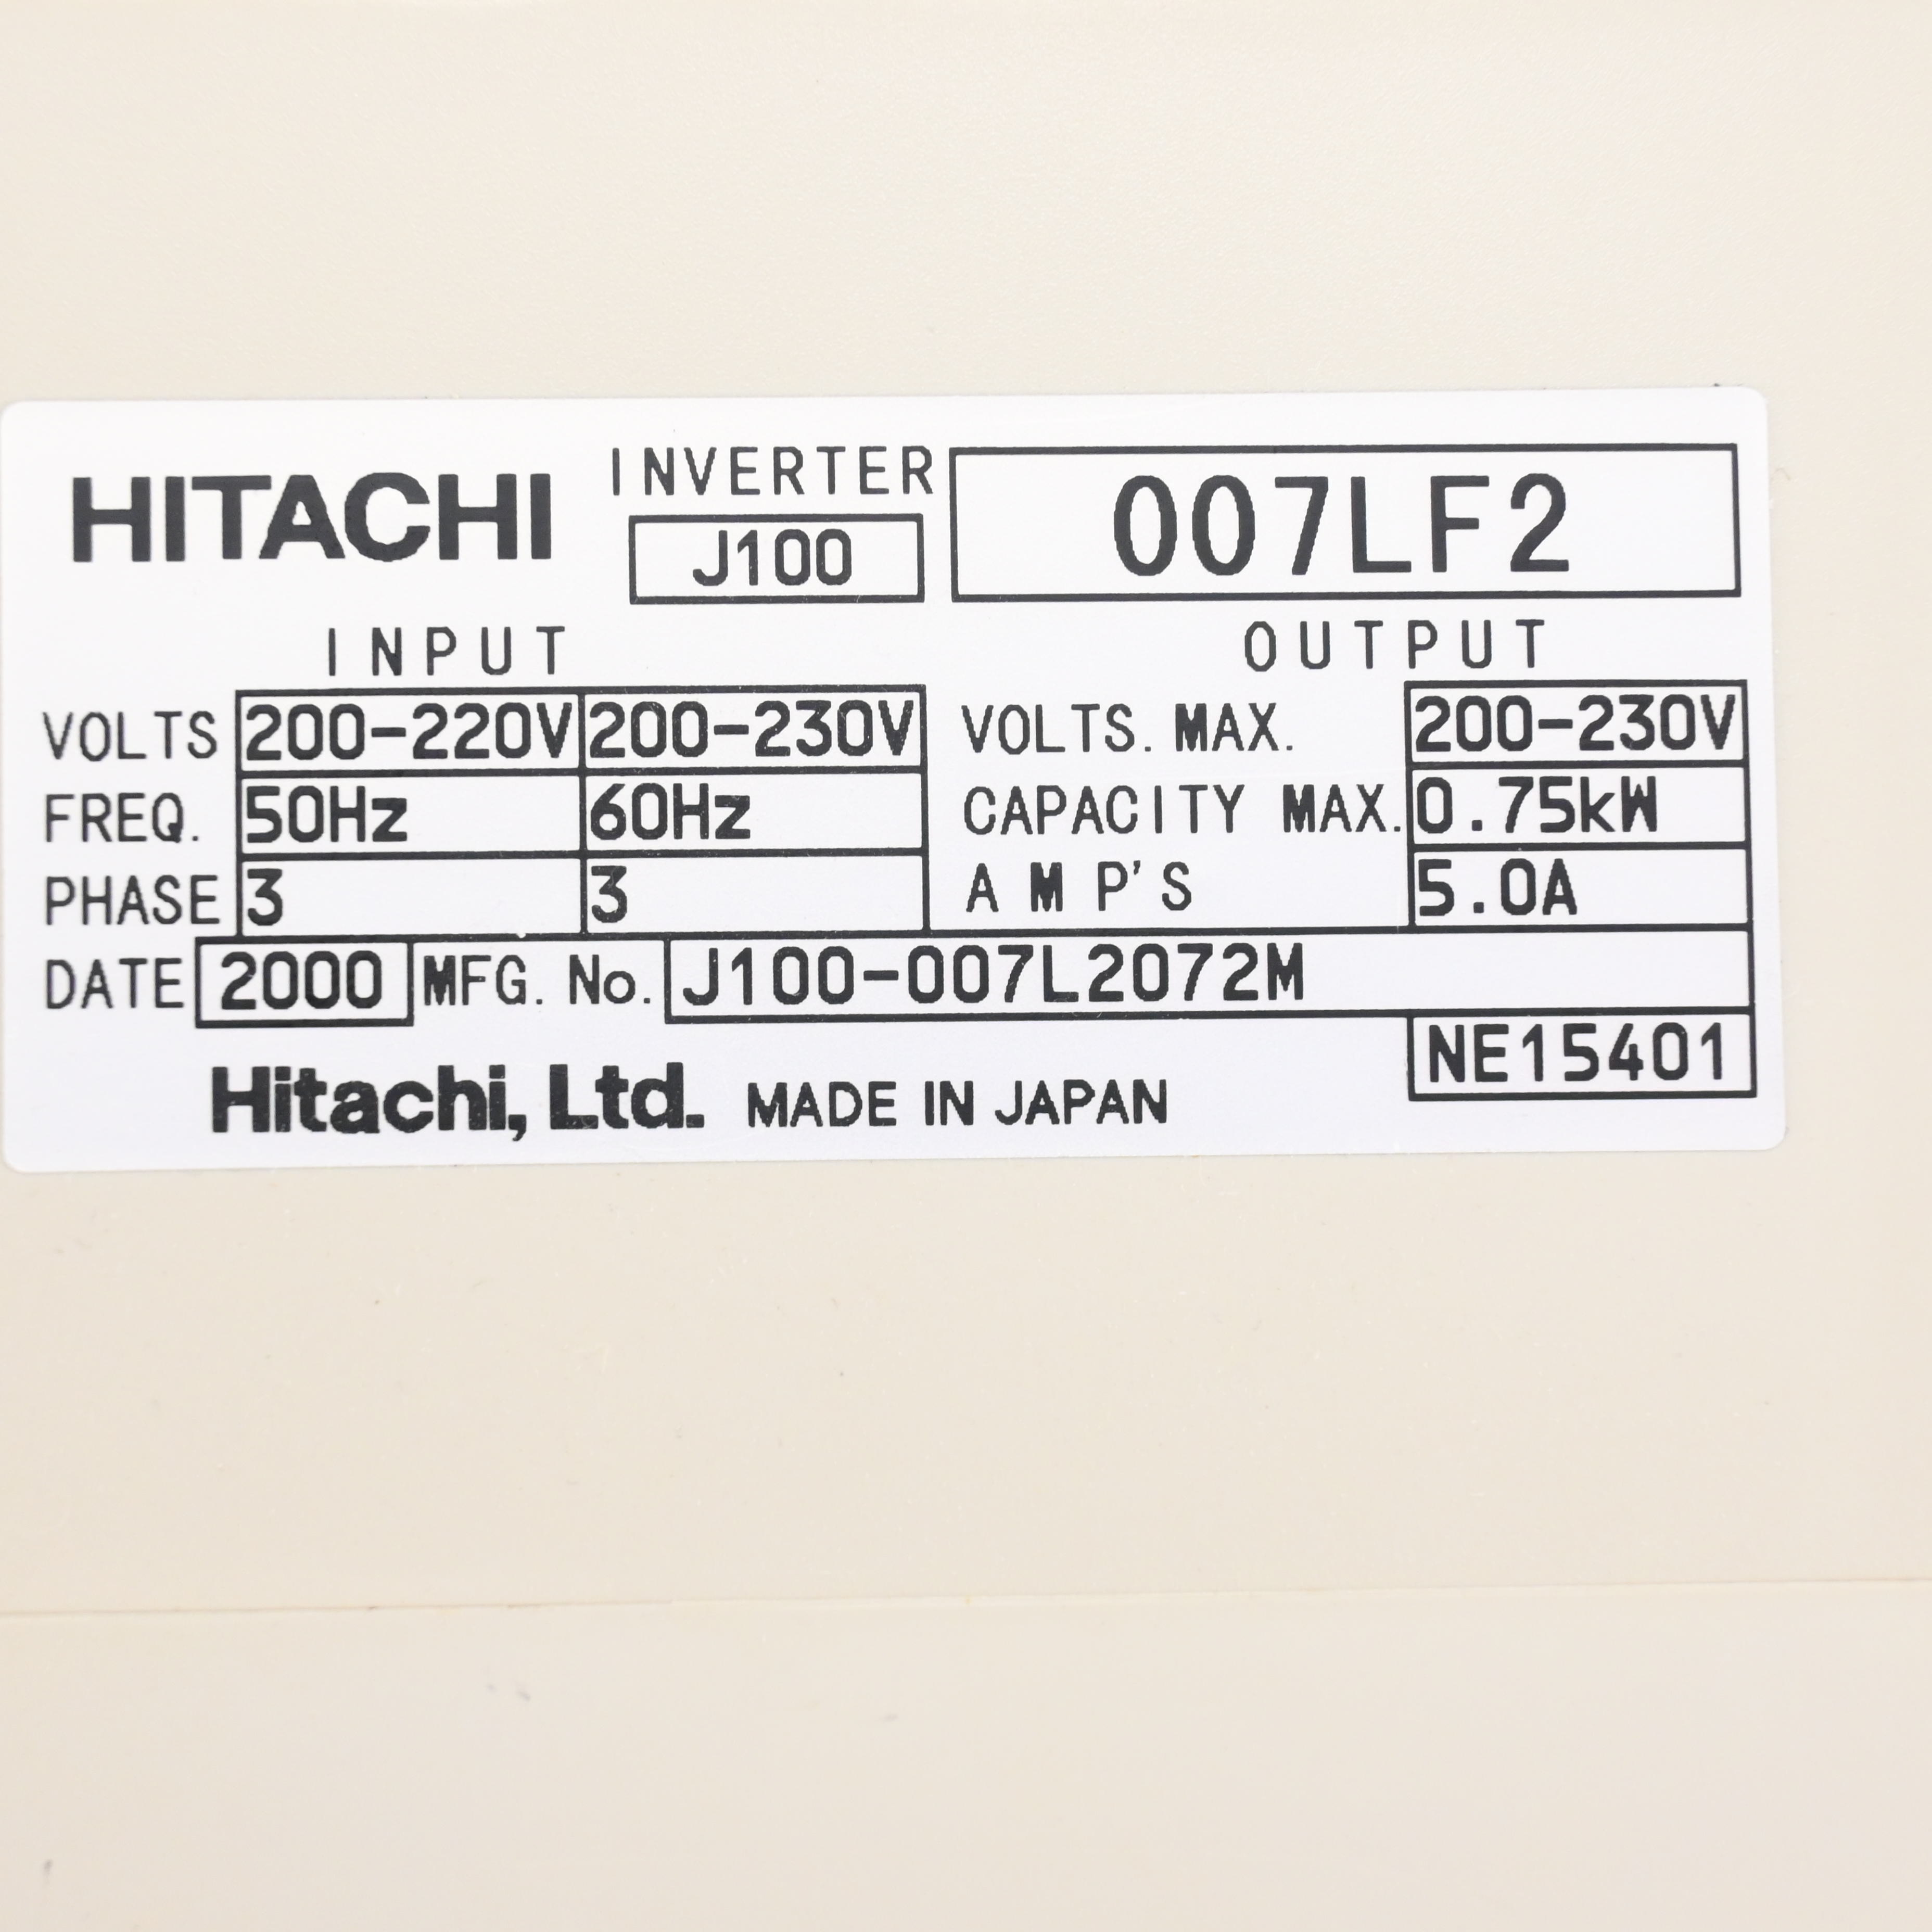 HITACHI INVERTER J100 007LF2
INPUT OUTPUT
VOLTS 200-220V 200-230V VOLTS. MAX. 200-230V
FREQ. 50Hz 60Hz CAPACITY MAX. 0.75kW
PHASE 3 3 AMP'S 5.0A
DATE 2000 MFG. No. J100-007L2072M
NE15401
Hitachi, Ltd. MADE IN JAPAN